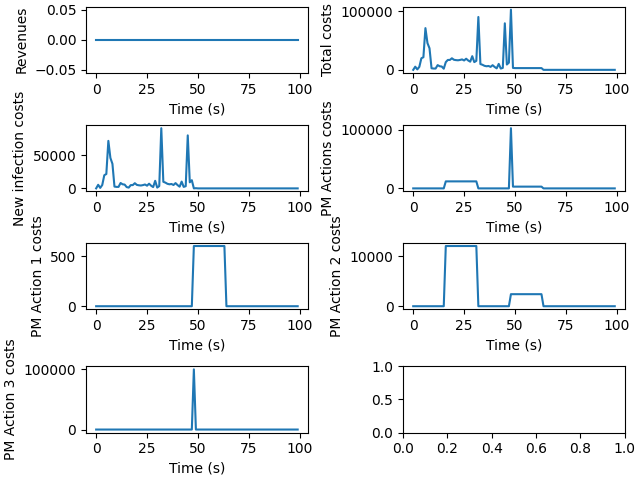 Revenues
0.05
0.00
−0.05
0 25 50 75 100
Time (s)
Total costs
100000
0
0 25 50 75 100
Time (s)
New infection costs
50000
0
0 25 50 75 100
Time (s)
PM Actions costs
100000
0
0 25 50 75 100
Time (s)
PM Action 1 costs
500
0
0 25 50 75 100
Time (s)
PM Action 2 costs
10000
0
0 25 50 75 100
Time (s)
PM Action 3 costs
100000
0
0 25 50 75 100
Time (s)
1.0
0.5
0.0
0.0 0.2 0.4 0.6 0.8 1.0